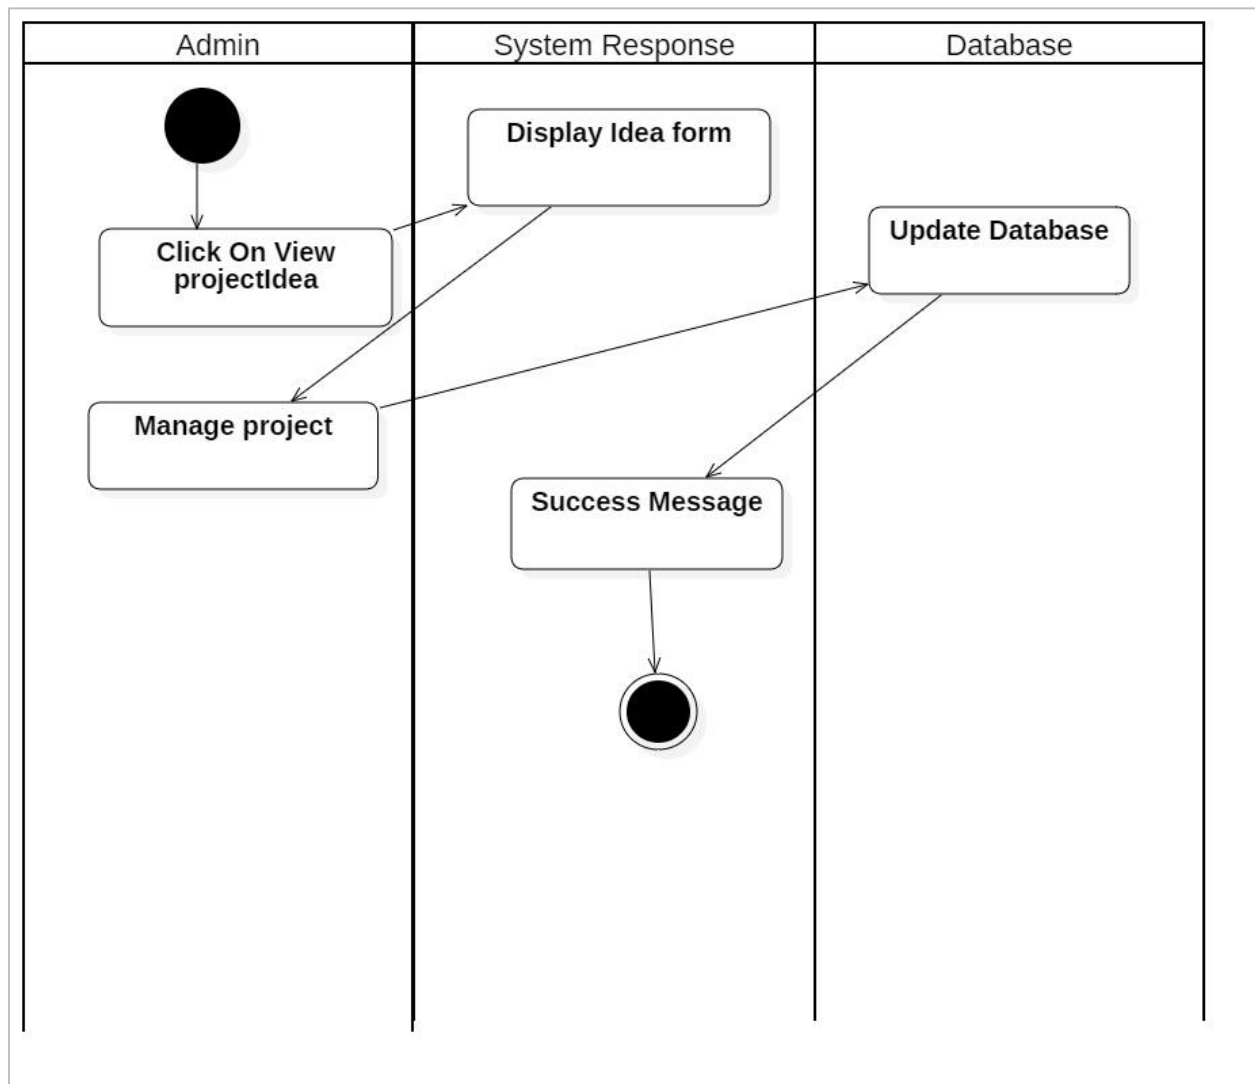 Admin
System Response
Database
Display Idea form
Update Database
Click On View
projectIdea
Manage project
Success Message